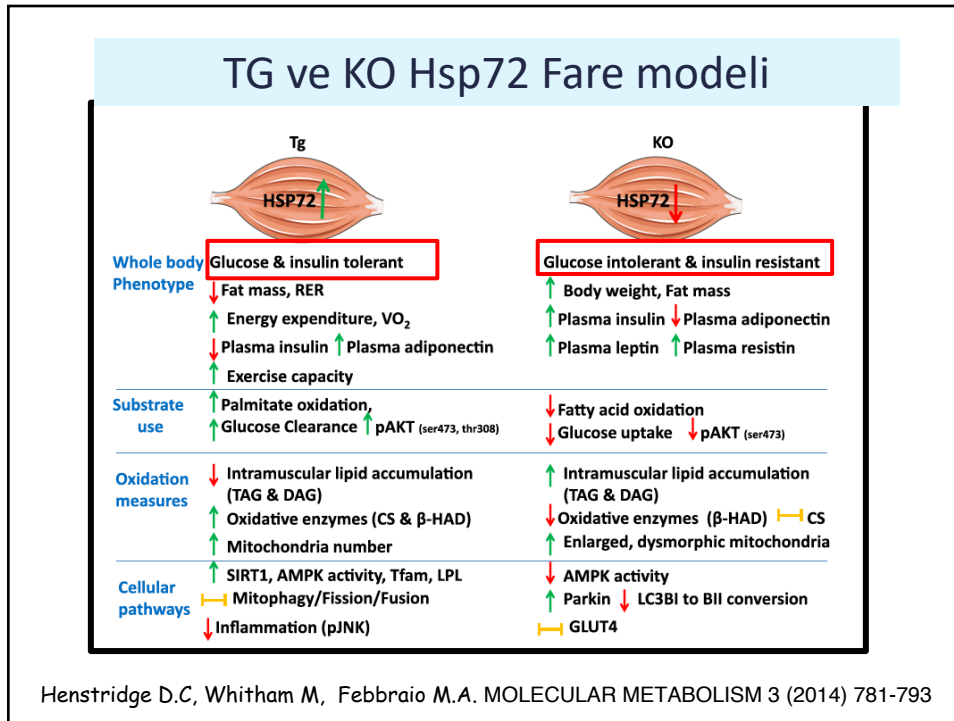 TG ve KO Hsp72 Fare modeli
Tg
KO
HSP72
HSP72
Whole body
Phenotype
Glucose & insulin tolerant
Fat mass, RER
Energy expenditure, VO₂
Plasma insulin Plasma adiponectin
Exercise capacity
Glucose intolerant & insulin resistant
Body weight, Fat mass
Plasma insulin Plasma adiponectin
Plasma leptin Plasma resistin
Substrate
use
Palmitate oxidation,
Glucose Clearance pAKT (ser473, thr308)
Fatty acid oxidation
Glucose uptake pAKT (ser473)
Oxidation
measures
Intramuscular lipid accumulation
(TAG & DAG)
Oxidative enzymes (CS & β-HAD)
Mitochondria number
Intramuscular lipid accumulation
(TAG & DAG)
Oxidative enzymes (β-HAD) CS
Enlarged, dysmorphic mitochondria
Cellular
pathways
SIRT1, AMPK activity, Tfam, LPL
Mitophagy/Fission/Fusion
Inflammation (pJNK)
AMPK activity
Parkin LC3BI to BII conversion
GLUT4
Henstridge D.C, Whitham M, Febbraio M.A. MOLECULAR METABOLISM 3 (2014) 781-793